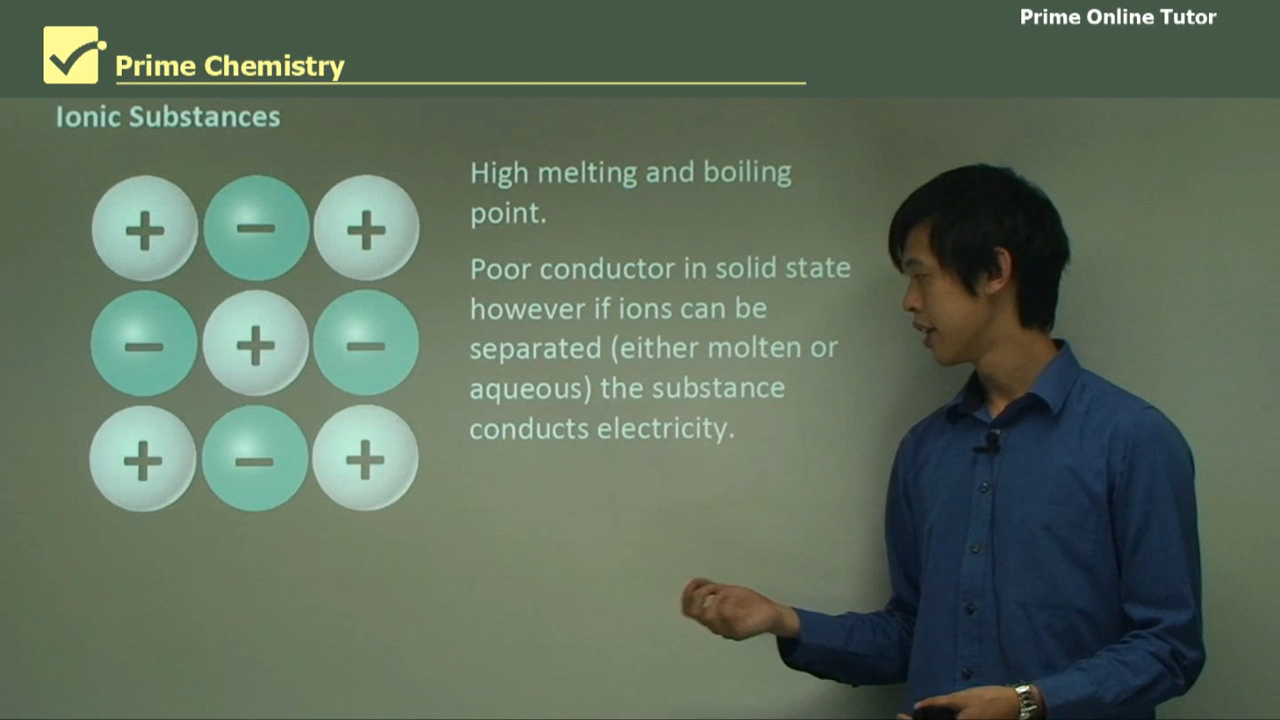 Prime Online Tutor
Prime Chemistry
Ionic Substances
+ − +
− + −
+ − +
High melting and boiling
point.
Poor conductor in solid state
however if ions can be
separated (either molten or
aqueous) the substance
conducts electricity.